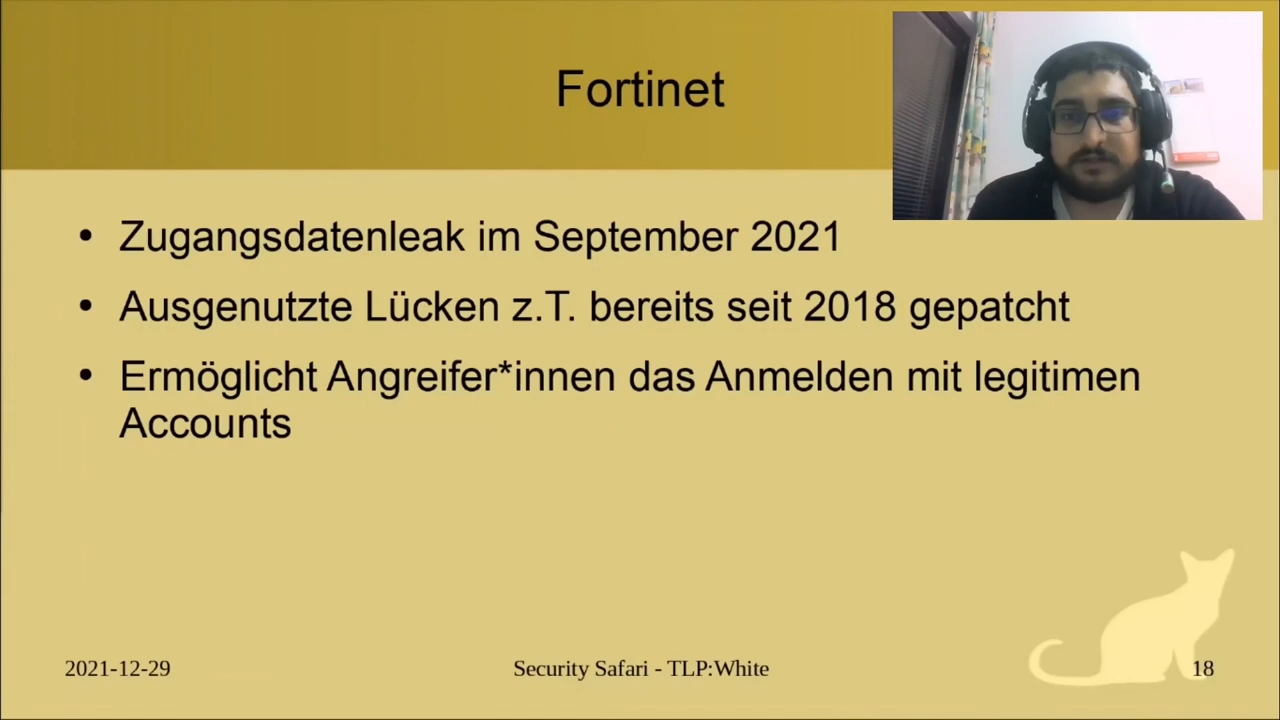 Fortinet
• Zugangsdatenleak im September 2021
• Ausgenutzte Lücken z.T. bereits seit 2018 gepatcht
• Ermöglicht Angreifer*innen das Anmelden mit legitimen
Accounts
2021-12-29 Security Safari - TLP:White 18